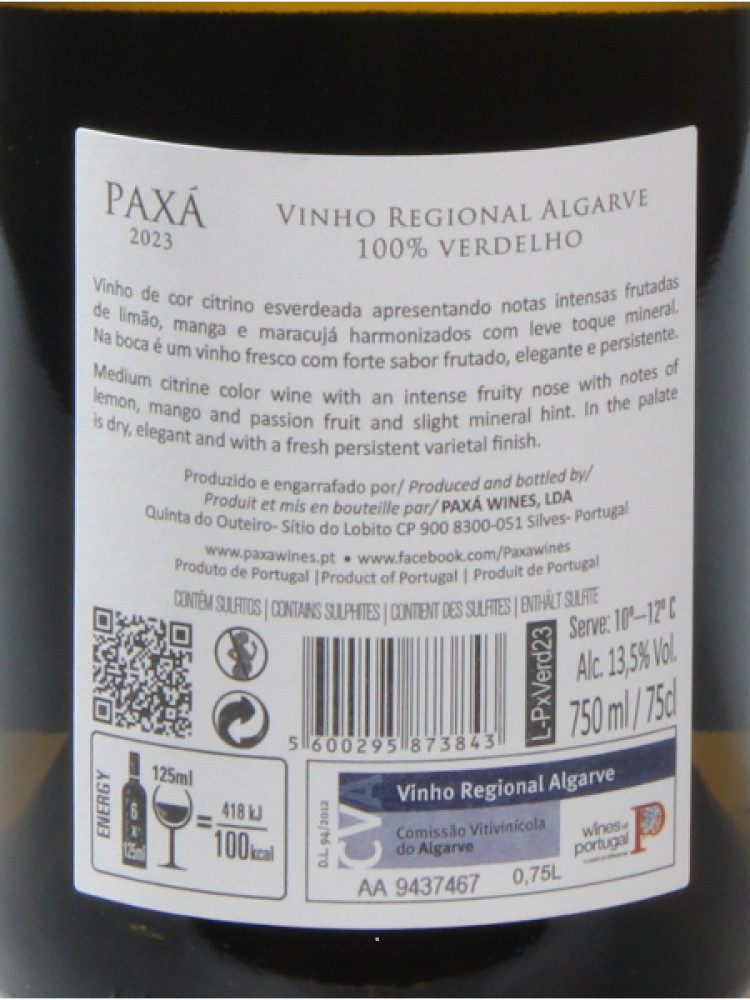 PAXÁ
2023
VINHO REGIONAL ALGARVE
100% VERDELHO
Vinho de cor citrino esverdeada apresentando notas intensas frutadas
de limão, manga e maracujá harmonizados com leve toque mineral.
Na boca é um vinho fresco com forte sabor frutado, elegante e persistente.
Medium citrine color wine with an intense fruity nose with notes of
lemon, mango and passion fruit and slight mineral hint. In the palate
is dry, elegant and with a fresh persistent varietal finish.
Produzido e engarrafado por/ Produced and bottled by/
Produit et mis en bouteille par/ PAXÁ WINES, LDA
Quinta do Outeiro- Sítio do Lobito CP 900 8300-051 Silves- Portugal
www.paxawines.pt • www.facebook.com/Paxawines
Produto de Portugal |Product of Portugal | Produit de Portugal
CONTÉM SULFITOS | CONTAINS SULPHITES | CONTIENT DES SULFITES | ENTHÄLT SULFITE
Serve: 10º–12º C
Alc. 13,5% Vol.
750 ml / 75cl
L-PxVerd23
5 600295 873843
ENERGY
6
x
125ml
125ml
=
418 kJ
100kcal
D.L. 94/2012
CVA
Vinho Regional Algarve
Comissão Vitivinícola
do Algarve
wines of
portugal
AA 9437467
0,75L